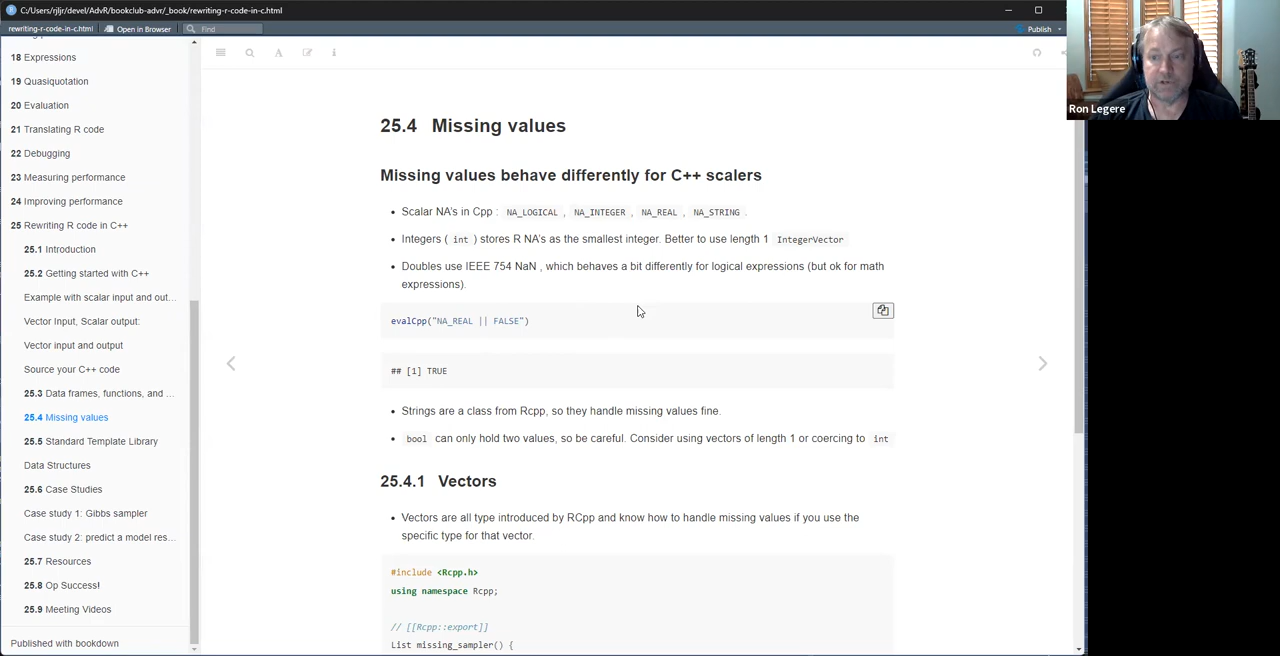 C:/Users/rjljr/devel/AdvR/bookclub-advr/_book/rewriting-r-code-in-c.html
rewriting-r-code-in-c.html
Open in Browser
Find
Publish
18 Expressions
19 Quasiquotation
20 Evaluation
21 Translating R code
22 Debugging
23 Measuring performance
24 Improving performance
25 Rewriting R code in C++
25.1 Introduction
25.2 Getting started with C++
Example with scalar input and out…
Vector Input, Scalar output:
Vector input and output
Source your C++ code
25.3 Data frames, functions, and …
25.4 Missing values
25.5 Standard Template Library
Data Structures
25.6 Case Studies
Case study 1: Gibbs sampler
Case study 2: predict a model res…
25.7 Resources
25.8 Op Success!
25.9 Meeting Videos
Published with bookdown
25.4 Missing values
Missing values behave differently for C++ scalers
• Scalar NA's in Cpp : NA_LOGICAL , NA_INTEGER , NA_REAL , NA_STRING .
• Integers ( int ) stores R NA's as the smallest integer. Better to use length 1 IntegerVector
• Doubles use IEEE 754 NaN , which behaves a bit differently for logical expressions (but ok for math
expressions).
evalCpp("NA_REAL || FALSE")
## [1] TRUE
• Strings are a class from Rcpp, so they handle missing values fine.
• bool can only hold two values, so be careful. Consider using vectors of length 1 or coercing to int
25.4.1 Vectors
• Vectors are all type introduced by RCpp and know how to handle missing values if you use the
specific type for that vector.
#include <Rcpp.h>
using namespace Rcpp;
// [[Rcpp::export]]
List missing_sampler() {
Ron Legere